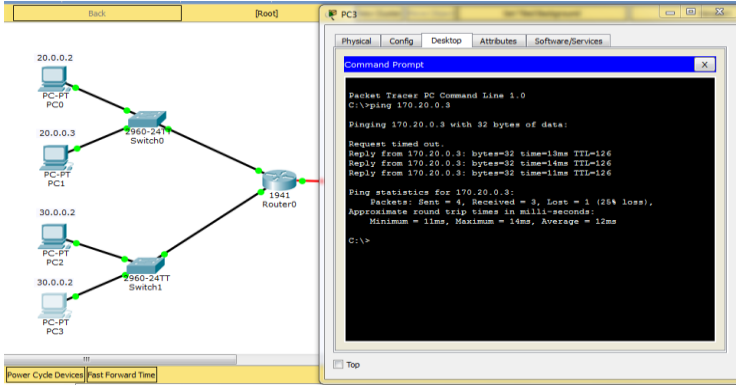 Back
[Root]
PC3
Physical
Config
Desktop
Attributes
Software/Services
Command Prompt
X
Packet Tracer PC Command Line 1.0
C:\>ping 170.20.0.3
Pinging 170.20.0.3 with 32 bytes of data:
Request timed out.
Reply from 170.20.0.3: bytes=32 time=13ms TTL=126
Reply from 170.20.0.3: bytes=32 time=14ms TTL=126
Reply from 170.20.0.3: bytes=32 time=11ms TTL=126
Ping statistics for 170.20.0.3:
Packets: Sent = 4, Received = 3, Lost = 1 (25% loss),
Approximate round trip times in milli-seconds:
Minimum = 11ms, Maximum = 14ms, Average = 12ms
C:\>
Top
20.0.0.2
PC-PT
PC0
2960-24TT
Switch0
20.0.0.3
PC-PT
PC1
1941
Router0
30.0.0.2
PC-PT
PC2
2960-24TT
Switch1
30.0.0.2
PC-PT
PC3
Power Cycle Devices
Fast Forward Time